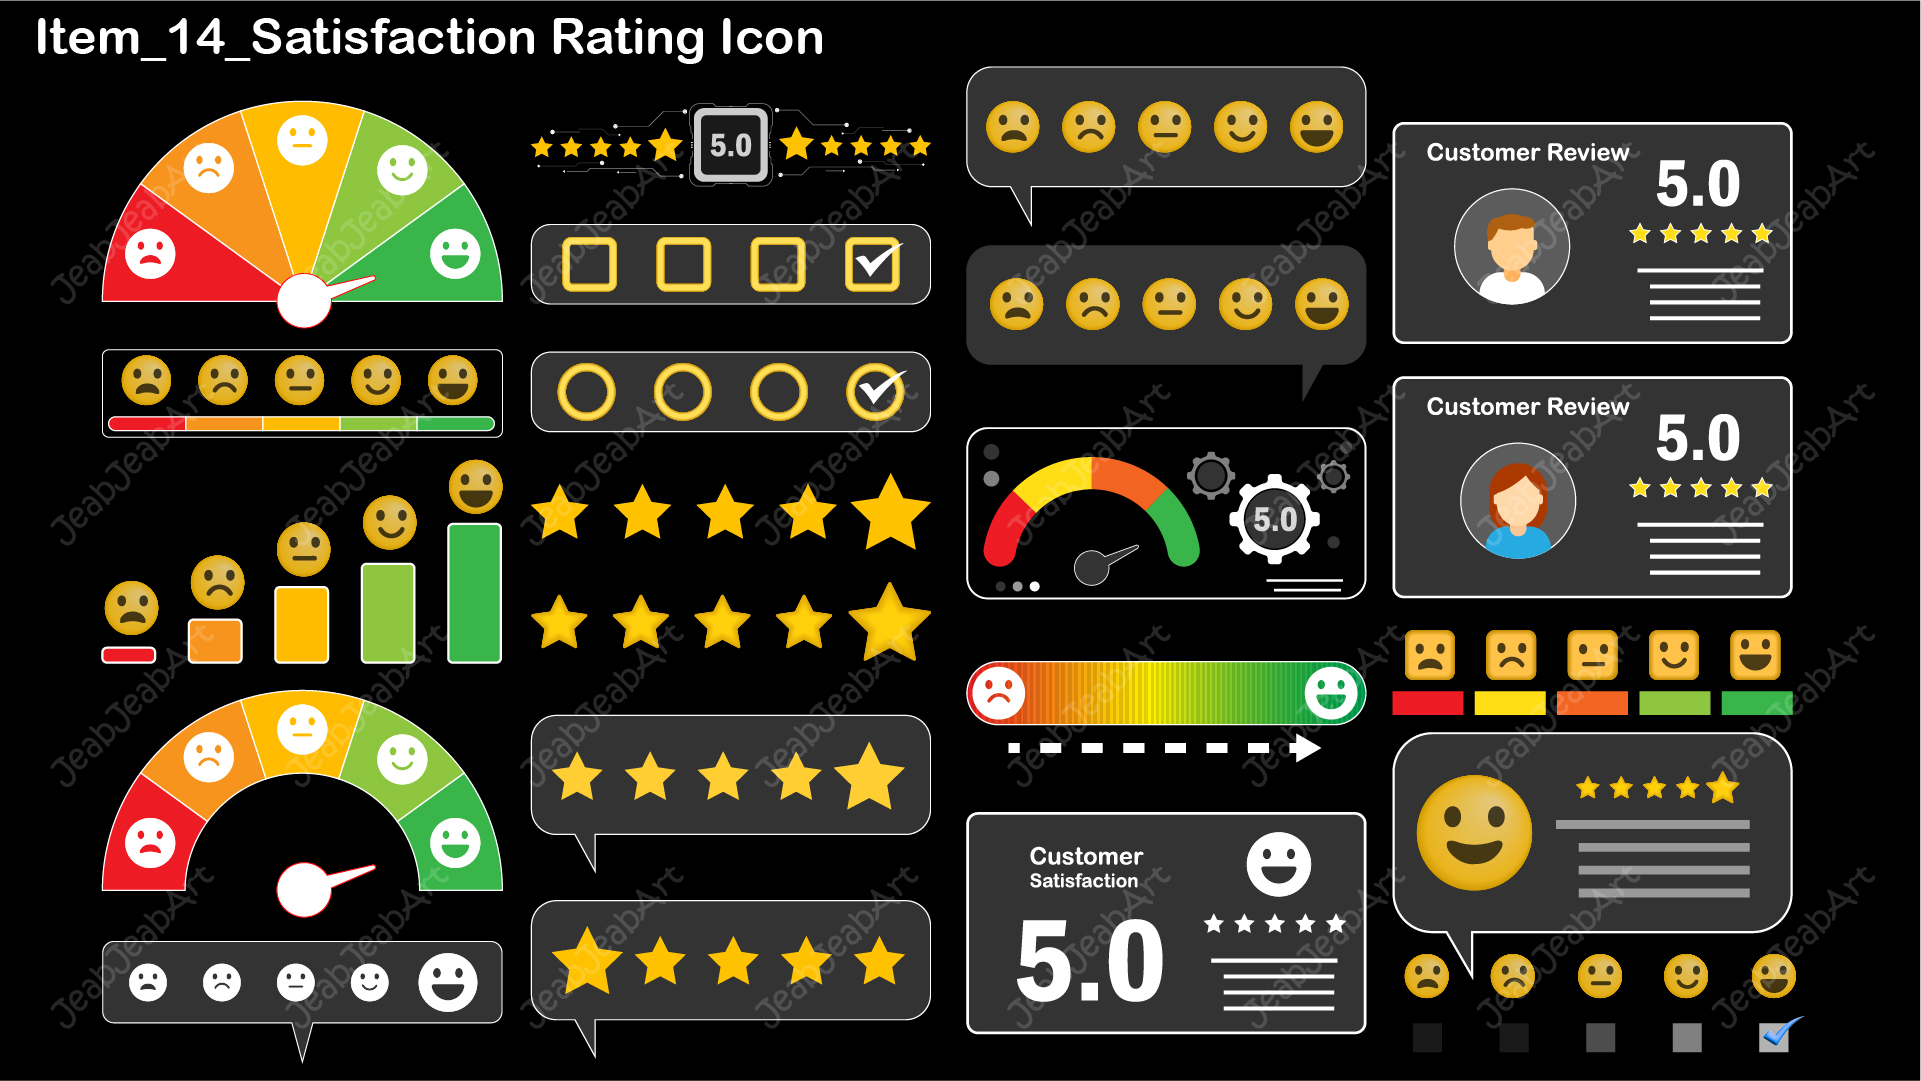 Item_14_Satisfaction Rating Icon
5.0
Customer Review
5.0
Customer Review
5.0
5.0
Customer
Satisfaction
5.0
JeabJeabArt